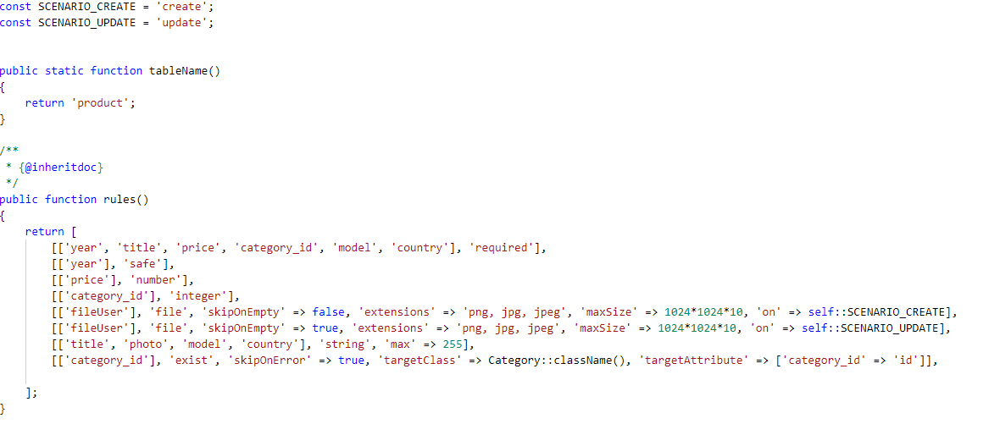 const SCENARIO_CREATE = 'create';
const SCENARIO_UPDATE = 'update';
public static function tableName()
{
return 'product';
}
/**
* {@inheritdoc}
*/
public function rules()
{
return [
[['year', 'title', 'price', 'category_id', 'model', 'country'], 'required'],
[['year'], 'safe'],
[['price'], 'number'],
[['category_id'], 'integer'],
[['fileUser'], 'file', 'skipOnEmpty' => false, 'extensions' => 'png, jpg, jpeg', 'maxSize' => 1024*1024*10, 'on' => self::SCENARIO_CREATE],
[['fileUser'], 'file', 'skipOnEmpty' => true, 'extensions' => 'png, jpg, jpeg', 'maxSize' => 1024*1024*10, 'on' => self::SCENARIO_UPDATE],
[['title', 'photo', 'model', 'country'], 'string', 'max' => 255],
[['category_id'], 'exist', 'skipOnError' => true, 'targetClass' => Category::className(), 'targetAttribute' => ['category_id' => 'id']],
];
}